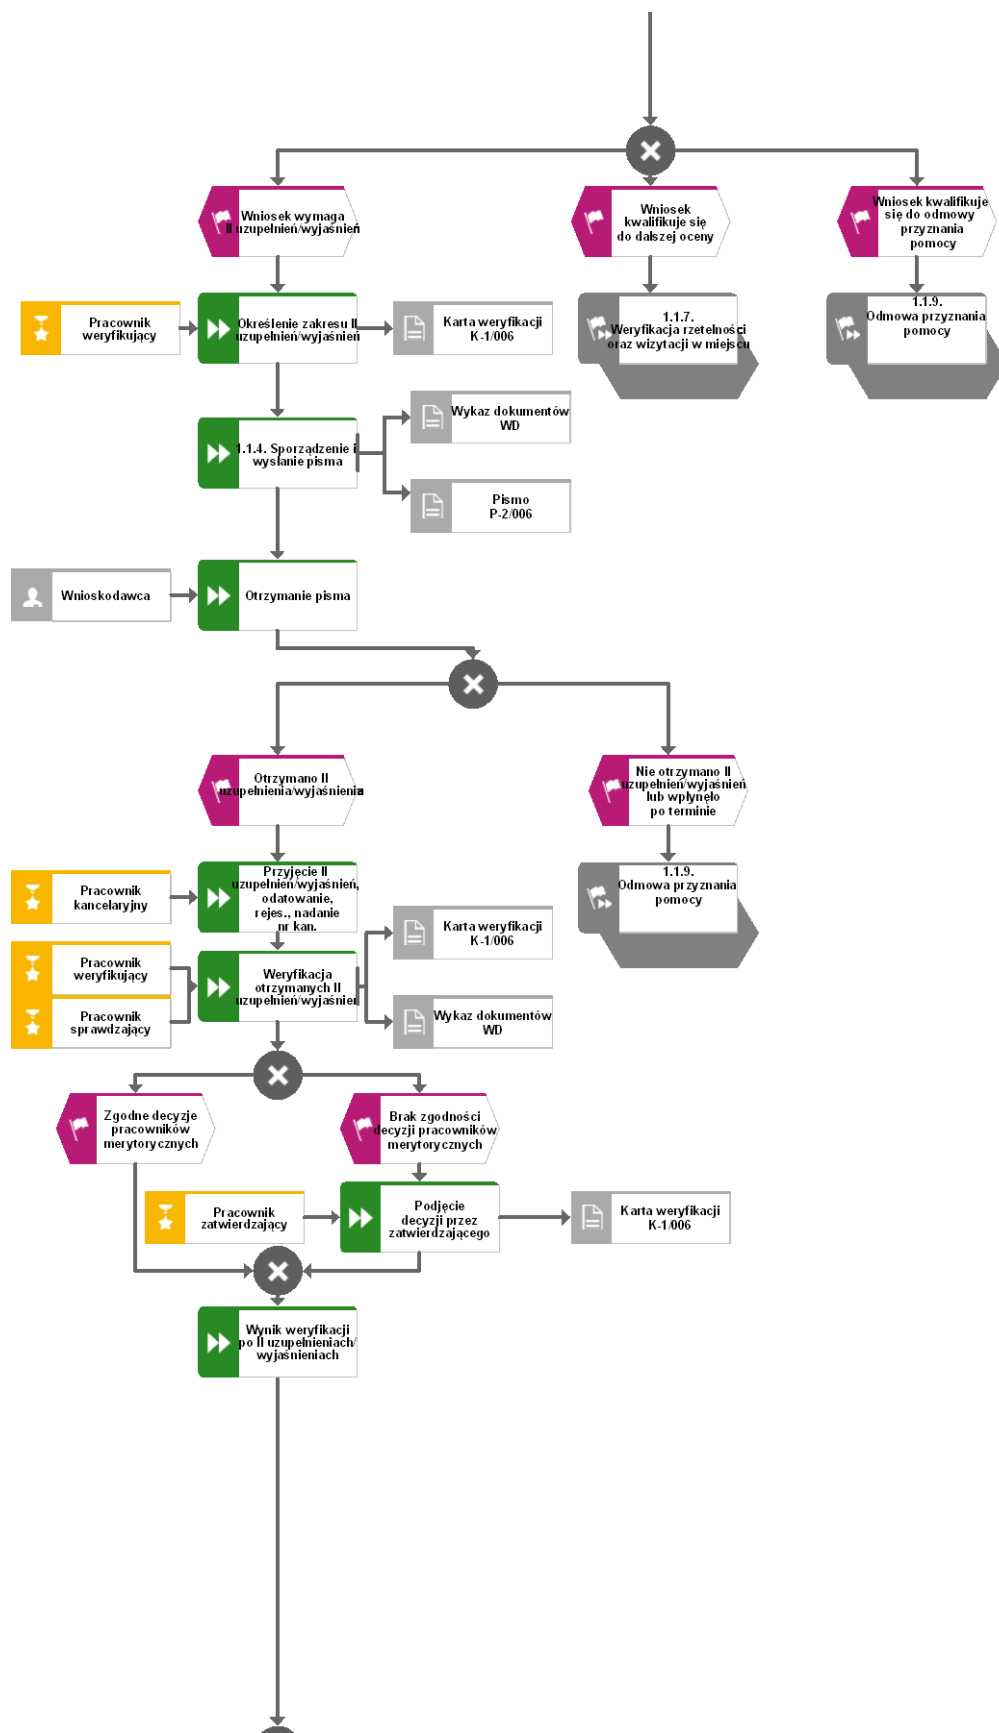 Wniosek wymaga
II uzupełnień/wyjaśnień
Wniosek
kwalifikuje się
do dalszej oceny
Wniosek kwalifikuje
się do odmowy
przyznania
pomocy
Pracownik
weryfikujący
Określenie zakresu II
uzupełnień/wyjaśnień
Karta weryfikacji
K-1/006
1.1.7.
Weryfikacja rzetelności
oraz wizytacji w miejscu
1.1.9.
Odmowa przyznania
pomocy
1.1.4. Sporządzenie i
wysłanie pisma
Wykaz dokumentów
WD
Pismo
P-2/006
Wnioskodawca
Otrzymanie pisma
Otrzymano II
uzupełnienia/wyjaśnienia
Nie otrzymano II
uzupełnień/wyjaśnień
lub wpłynęło
po terminie
Pracownik
kancelaryjny
Przyjęcie II
uzupełnień/wyjaśnień,
odatowanie,
rejes., nadanie
nr kan.
1.1.9.
Odmowa przyznania
pomocy
Pracownik
weryfikujący
Pracownik
sprawdzający
Weryfikacja
otrzymanych II
uzupełnień/wyjaśnień
Karta weryfikacji
K-1/006
Wykaz dokumentów
WD
Zgodne decyzje
pracowników
merytorycznych
Brak zgodności
decyzji pracowników
merytorycznych
Pracownik
zatwierdzający
Podjęcie
decyzji przez
zatwierdzającego
Karta weryfikacji
K-1/006
Wynik weryfikacji
po II uzupełnieniach/
wyjaśnieniach